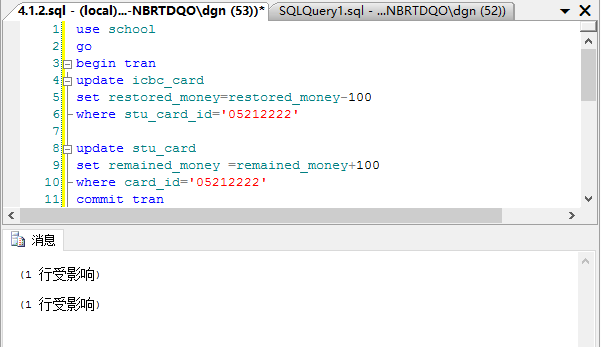 4.1.2.sql - (local)...-NBRTDQO\dgn (53))* SQLQuery1.sql - ...NBRTDQO\dgn (52))
1 use school
2 go
3 begin tran
4 update icbc_card
5 set restored_money=restored_money-100
6 where stu_card_id='05212222'
7
8 update stu_card
9 set remained_money =remained_money+100
10 where card_id='05212222'
11 commit tran
消息
(1 行受影响)
(1 行受影响)